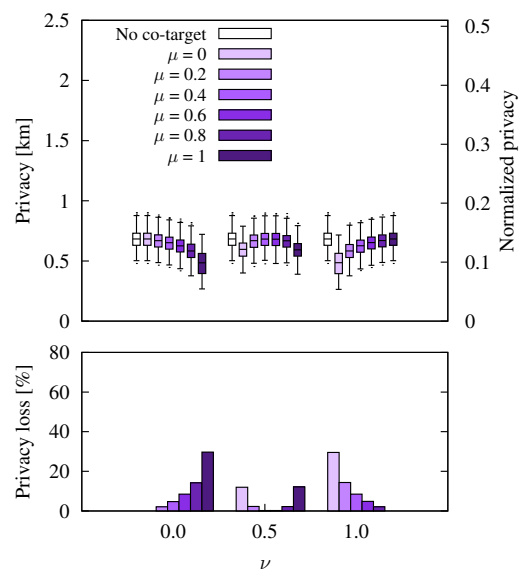 No co-target
μ = 0
μ = 0.2
μ = 0.4
μ = 0.6
μ = 0.8
μ = 1
Privacy [km]
2.5
2
1.5
1
0.5
0
Normalized privacy
0.5
0.4
0.3
0.2
0.1
0
Privacy loss [%]
80
60
40
20
0
0.0 0.5 1.0
ν